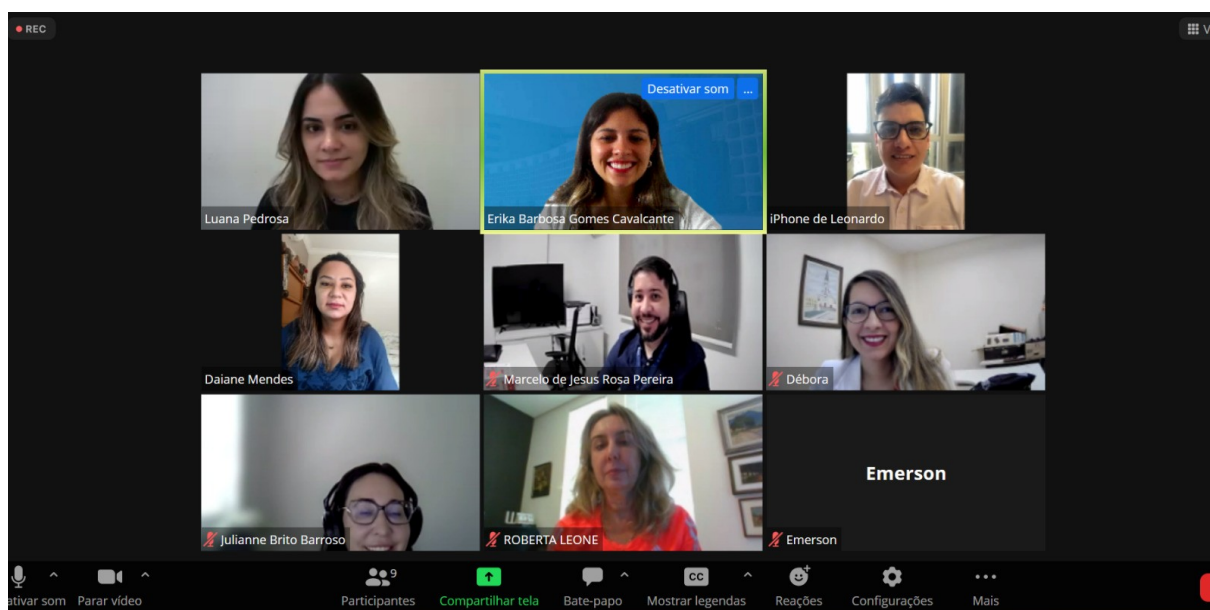 REC
V
Desativar som ...
Luana Pedrosa
Erika Barbosa Gomes Cavalcante
iPhone de Leonardo
Daiane Mendes
Marcelo de Jesus Rosa Pereira
Débora
Emerson
Julianne Brito Barroso
ROBERTA LEONE
Emerson
9
CC
ativar som
Parar vídeo
Participantes
Compartilhar tela
Bate-papo
Mostrar legendas
Reações
Configurações
Mais